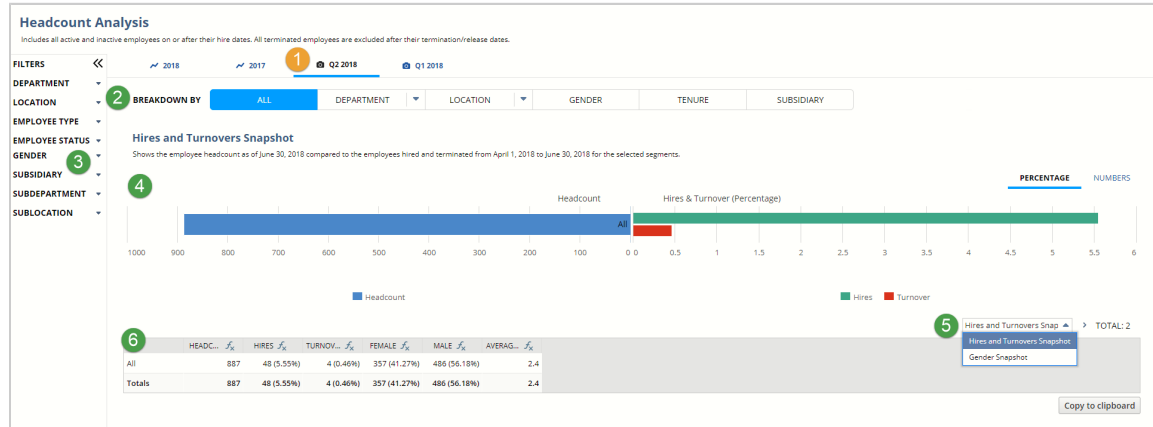 Headcount Analysis
Includes all active and inactive employees on or after their hire dates. All terminated employees are excluded after their termination/release dates.
FILTERS
DEPARTMENT
LOCATION
EMPLOYEE TYPE
EMPLOYEE STATUS
GENDER
SUBSIDIARY
SUBDEPARTMENT
SUBLOCATION
3
2018 2017 1 Q2 2018 Q1 2018
2 BREAKDOWN BY ALL DEPARTMENT LOCATION GENDER TENURE SUBSIDIARY
Hires and Turnovers Snapshot
Shows the employee headcount as of June 30, 2018 compared to the employees hired and terminated from April 1, 2018 to June 30, 2018 for the selected segments.
PERCENTAGE NUMBERS
4
Headcount Hires & Turnover (Percentage)
All
1000 900 800 700 600 500 400 300 200 100 0 0 0.5 1 1.5 2 2.5 3 3.5 4 4.5 5 5.5 6
Headcount Hires Turnover
5 Hires and Turnovers Snap > TOTAL: 2
Hires and Turnovers Snapshot
Gender Snapshot
6 HEADC... fx HIRES fx TURNOV... fx FEMALE fx MALE fx AVERAG... fx
All 887 48 (5.55%) 4 (0.46%) 357 (41.27%) 486 (56.18%) 2.4
Totals 887 48 (5.55%) 4 (0.46%) 357 (41.27%) 486 (56.18%) 2.4
Copy to clipboard